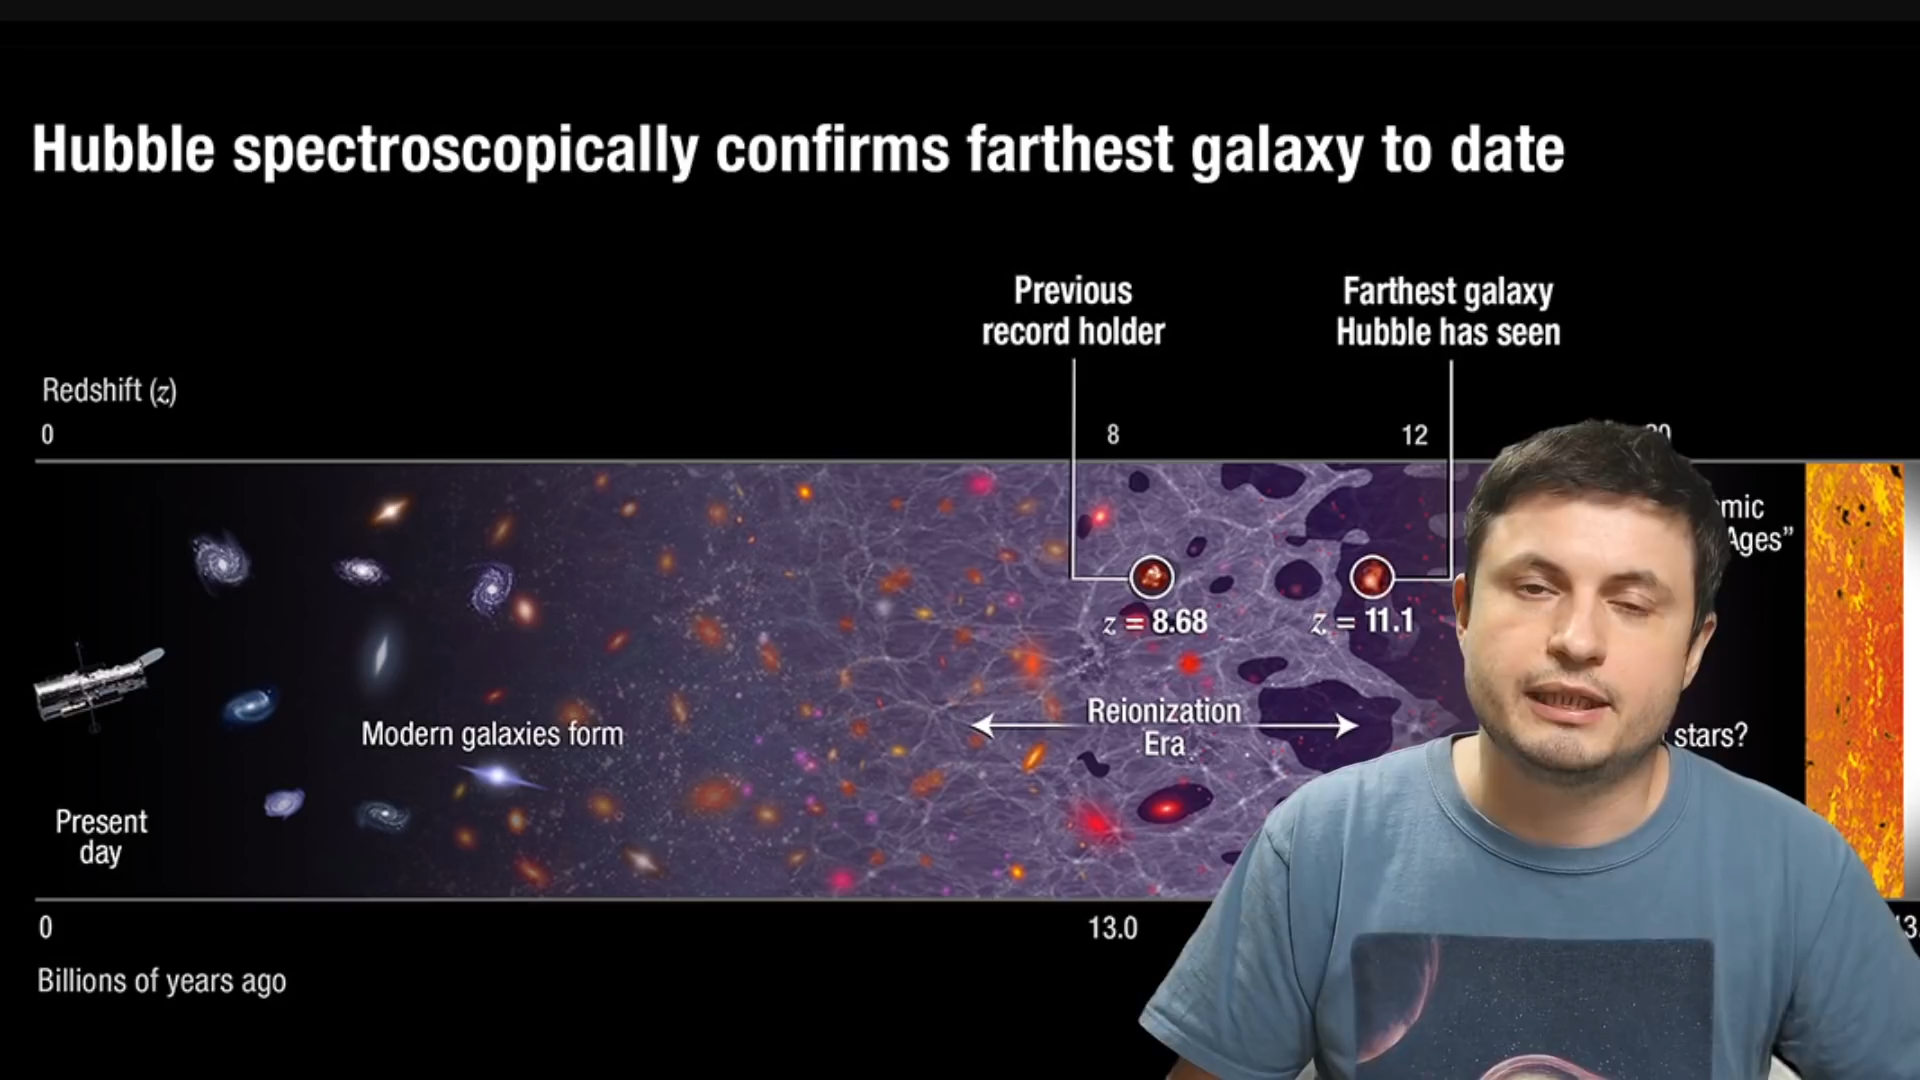 Hubble spectroscopically confirms farthest galaxy to date
Previous
record holder
Farthest galaxy
Hubble has seen
Redshift (z)
0
8
12
Ages”
z = 8.68
z = 11.1
Reionization
Era
Modern galaxies form
stars?
Present
day
0
13.0
Billions of years ago